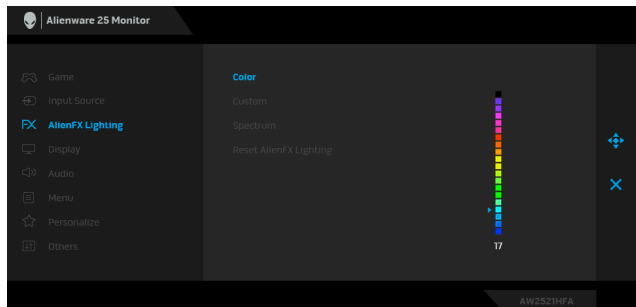 Alienware 25 Monitor
Game
Input Source
AlienFX Lighting
Display
Audio
Menu
Personalize
Others
Color
Custom
Spectrum
Reset AlienFX Lighting
17
AW2521HFA